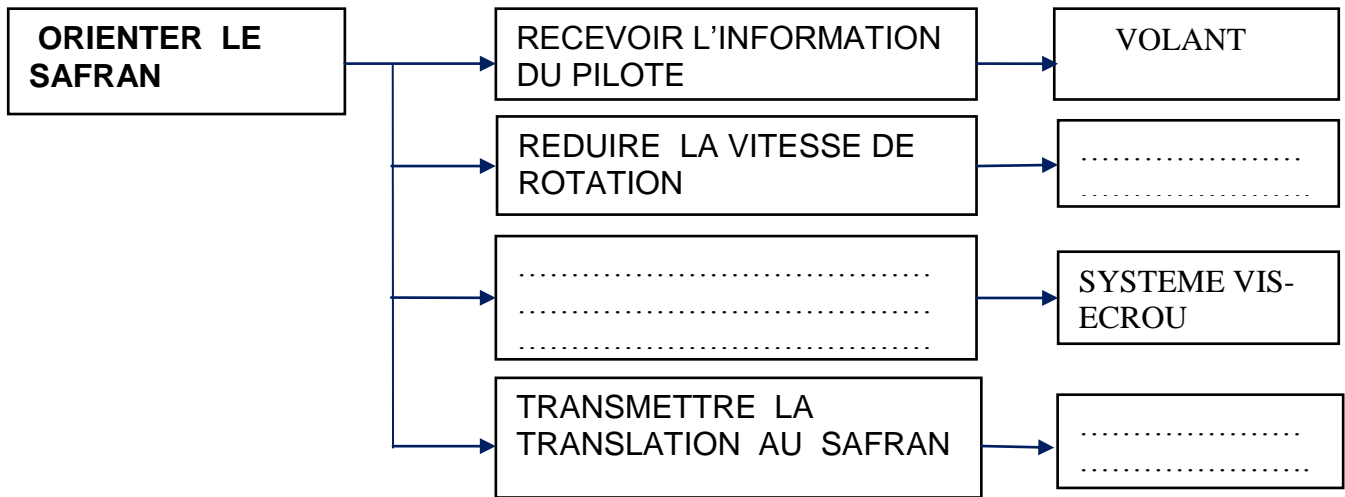 ORIENTER LE
SAFRAN
RECEVOIR L’INFORMATION
DU PILOTE
VOLANT
REDUIRE LA VITESSE DE
ROTATION
…………………
………………….
…………………………………
…………………………………
…………………………………
SYSTEME VIS-
ECROU
TRANSMETTRE LA
TRANSLATION AU SAFRAN
…………………
………………….